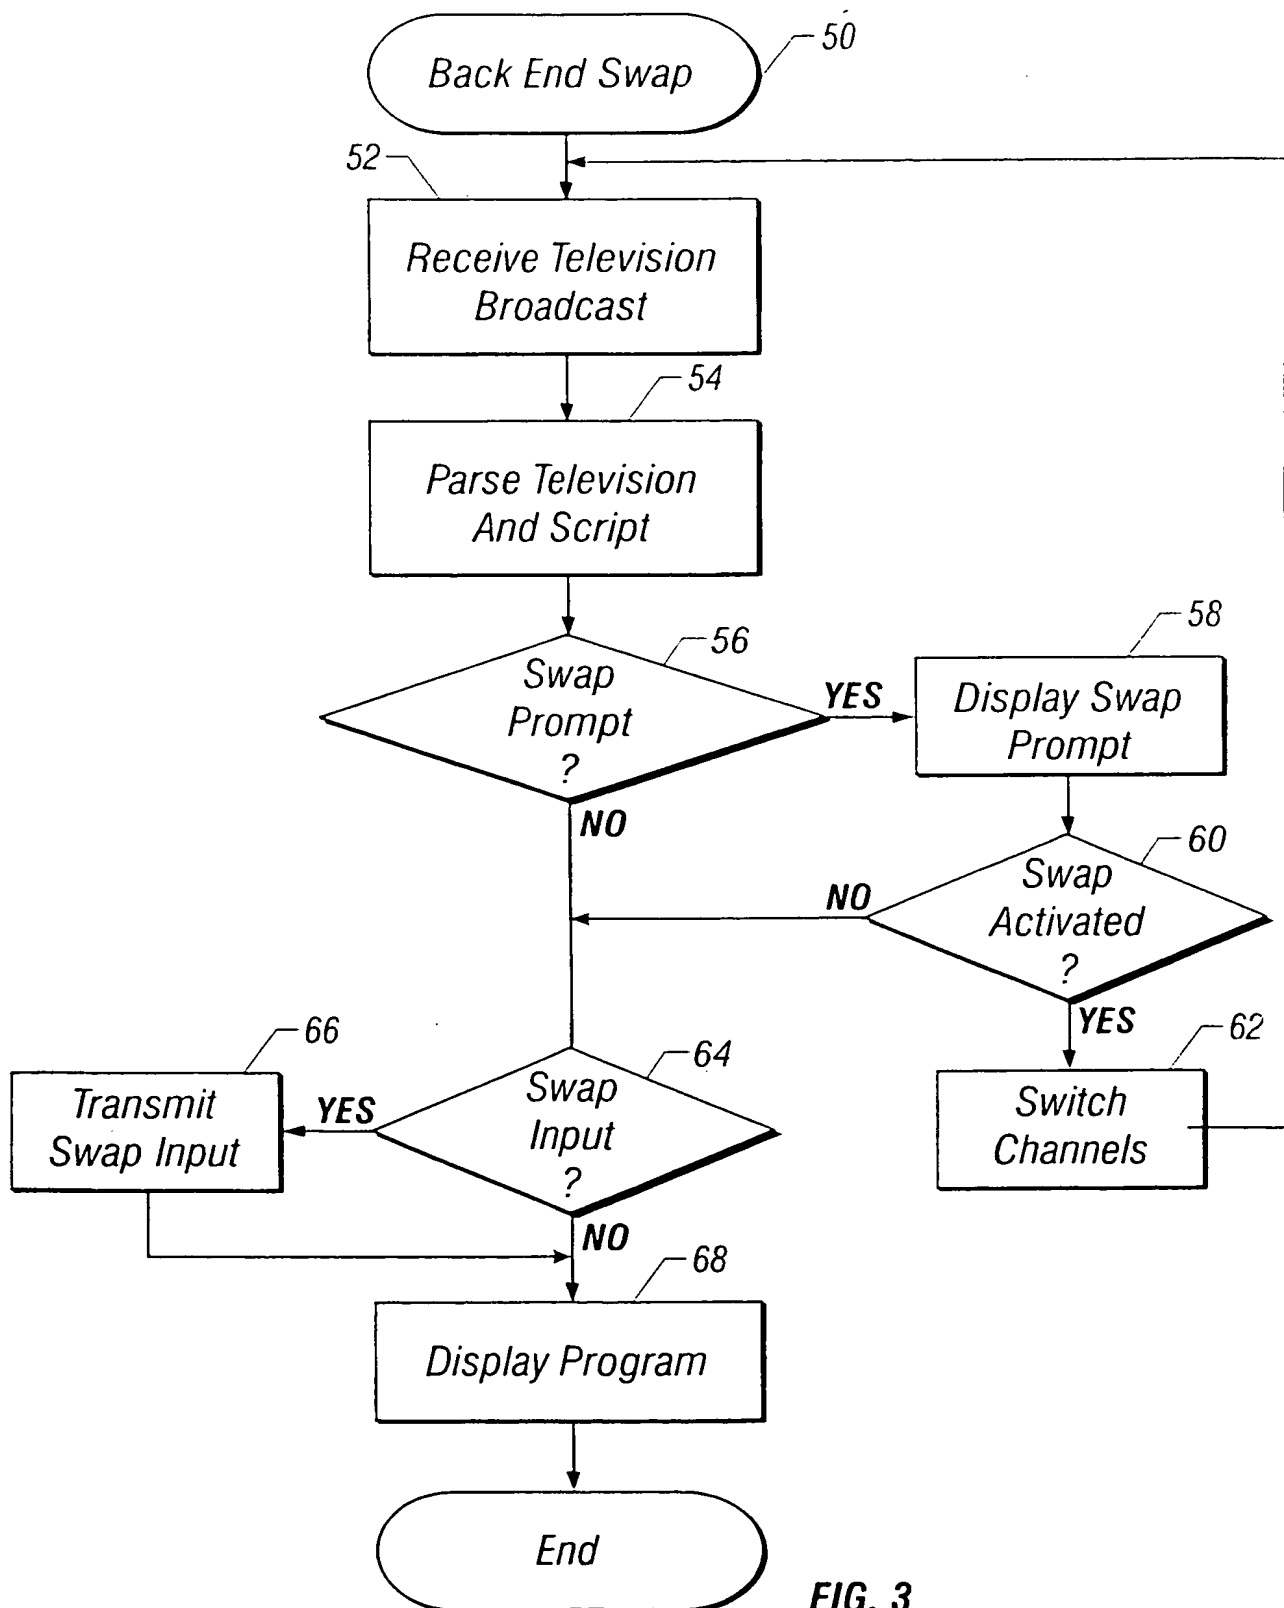 Back End Swap
50
52
Receive Television
Broadcast
54
Parse Television
And Script
56
Swap
Prompt
?
YES
NO
58
Display Swap
Prompt
60
Swap
Activated
?
NO
YES
62
Switch
Channels
64
Swap
Input
?
YES
NO
66
Transmit
Swap Input
68
Display Program
End
FIG. 3